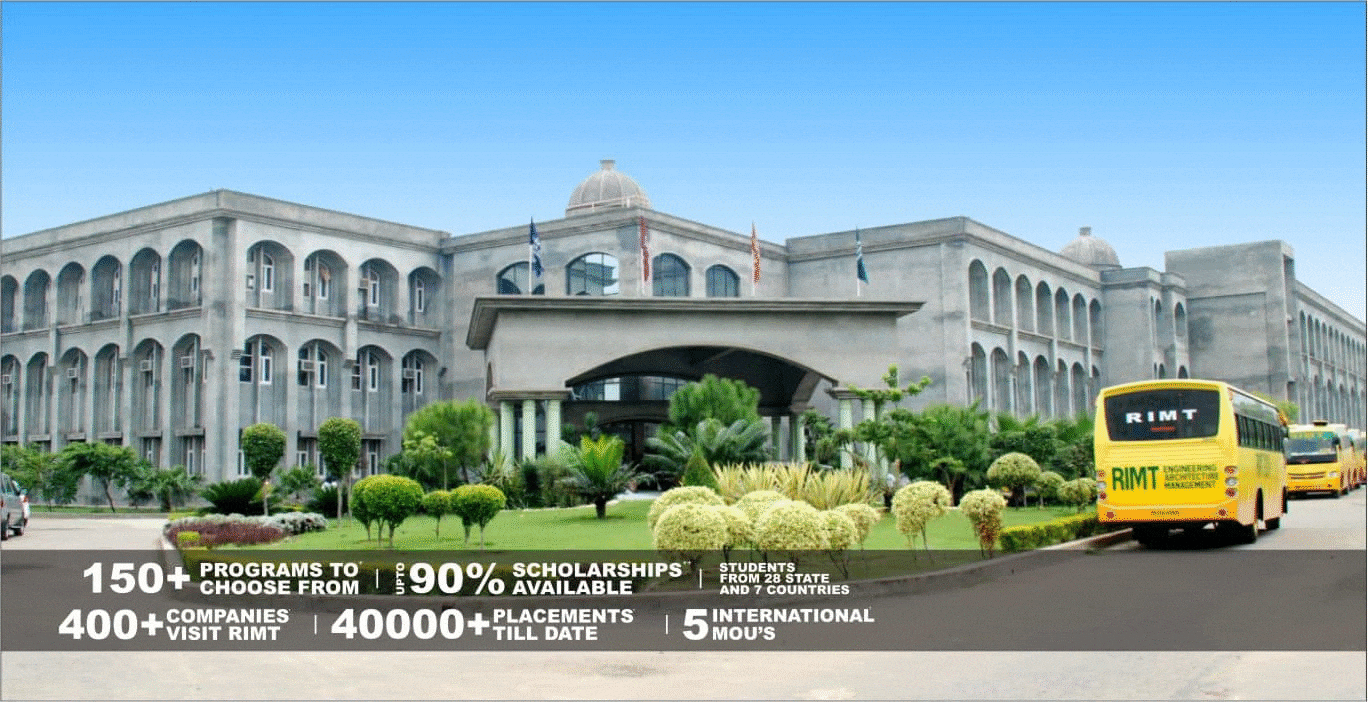 RIMT
RIMT ENGINEERING
ARCHITECTURE
MANAGEMENT
150+ PROGRAMS TO*
CHOOSE FROM
UPTO 90% SCHOLARSHIPS**
AVAILABLE
STUDENTS
FROM 28 STATE
AND 7 COUNTRIES
400+ COMPANIES
VISIT RIMT
40000+ PLACEMENTS
TILL DATE
5 INTERNATIONAL
MOU'S